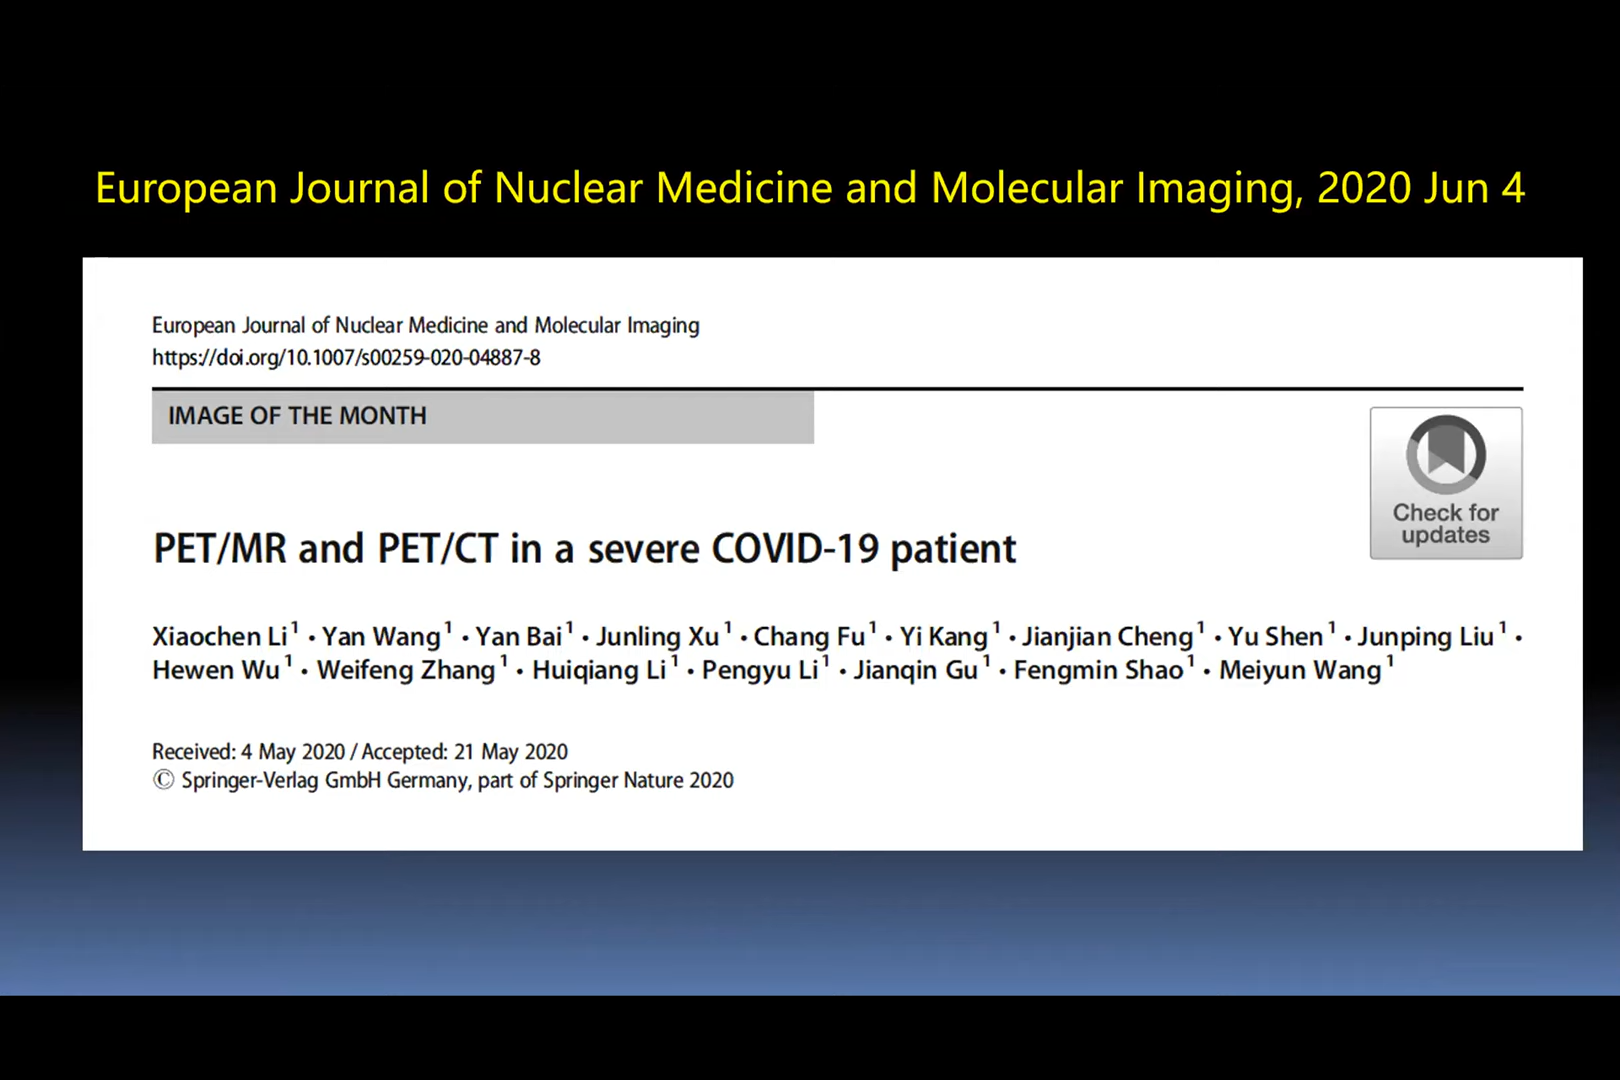 European Journal of Nuclear Medicine and Molecular Imaging, 2020 Jun 4
European Journal of Nuclear Medicine and Molecular Imaging
https://doi.org/10.1007/s00259-020-04887-8
IMAGE OF THE MONTH
Check for
updates
PET/MR and PET/CT in a severe COVID-19 patient
Xiaochen Li¹ • Yan Wang¹ • Yan Bai¹ • Junling Xu¹ • Chang Fu¹ • Yi Kang¹ • Jianjian Cheng¹ • Yu Shen¹ • Junping Liu¹ •
Hewen Wu¹ • Weifeng Zhang¹ • Huiqiang Li¹ • Pengyu Li¹ • Jianqin Gu¹ • Fengmin Shao¹ • Meiyun Wang¹
Received: 4 May 2020 / Accepted: 21 May 2020
© Springer-Verlag GmbH Germany, part of Springer Nature 2020